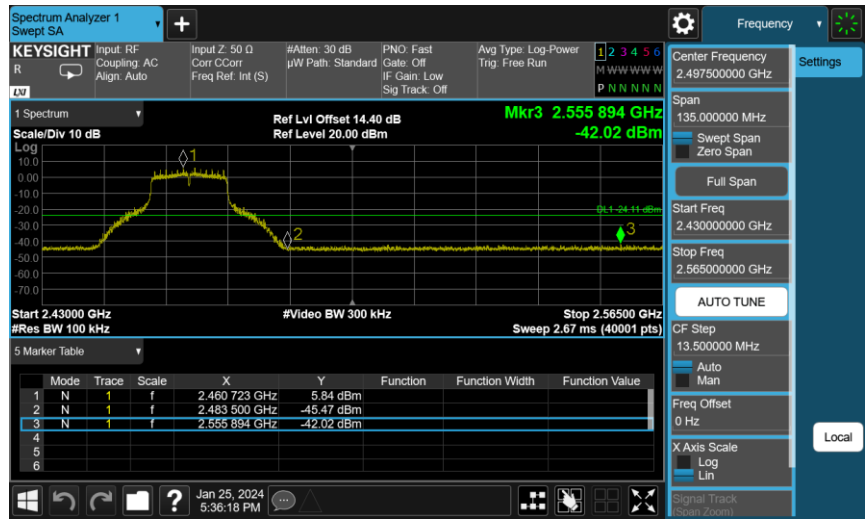 Spectrum Analyzer 1
Swept SA
+
Frequency
KEYSIGHT
R
LXI
Input: RF
Coupling: AC
Align: Auto
Input Z: 50 Ω
Corr CCorr
Freq Ref: Int (S)
#Atten: 30 dB
µW Path: Standard
PNO: Fast
Gate: Off
IF Gain: Low
Sig Track: Off
Avg Type: Log-Power
Trig: Free Run
1 2 3 4 5 6
M W W W W W
P N N N N N
1 Spectrum
Scale/Div 10 dB
Ref Lvl Offset 14.40 dB
Ref Level 20.00 dBm
Mkr3 2.555 894 GHz
-42.02 dBm
Log
10.0
0.00
-10.0
-20.0
-30.0
-40.0
-50.0
-60.0
-70.0
1
2
3
DL1 -24.11 dBm
Start 2.43000 GHz
#Res BW 100 kHz
#Video BW 300 kHz
Stop 2.56500 GHz
Sweep 2.67 ms (40001 pts)
5 Marker Table
Mode Trace Scale X Y Function Function Width Function Value
1 N 1 f 2.460 723 GHz 5.84 dBm
2 N 1 f 2.483 500 GHz -45.47 dBm
3 N 1 f 2.555 894 GHz -42.02 dBm
4
5
6
?
Jan 25, 2024
5:36:18 PM
Center Frequency
2.497500000 GHz
Span
135.000000 MHz
Swept Span
Zero Span
Full Span
Start Freq
2.430000000 GHz
Stop Freq
2.565000000 GHz
AUTO TUNE
CF Step
13.500000 MHz
Auto
Man
Freq Offset
0 Hz
X Axis Scale
Log
Lin
Signal Track
(Span Zoom)
Settings
Local